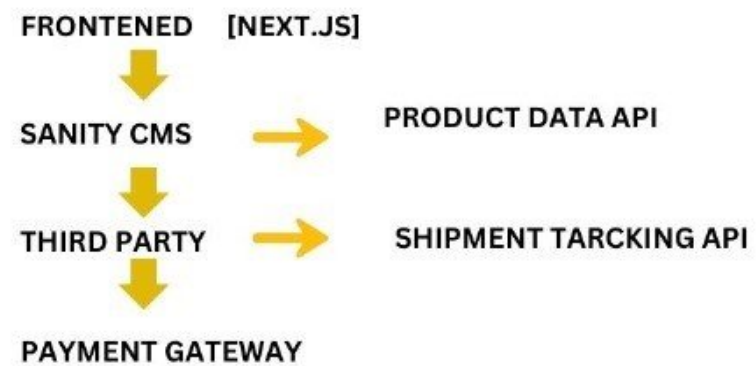 FRONTENED [NEXT.JS]
SANITY CMS
PRODUCT DATA API
THIRD PARTY
SHIPMENT TARCKING API
PAYMENT GATEWAY